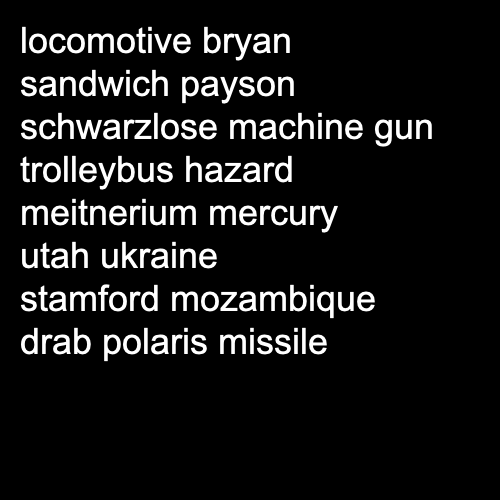 locomotive bryan
sandwich payson
schwarzlose machine gun
trolleybus hazard
meitnerium mercury
utah ukraine
stamford mozambique
drab polaris missile